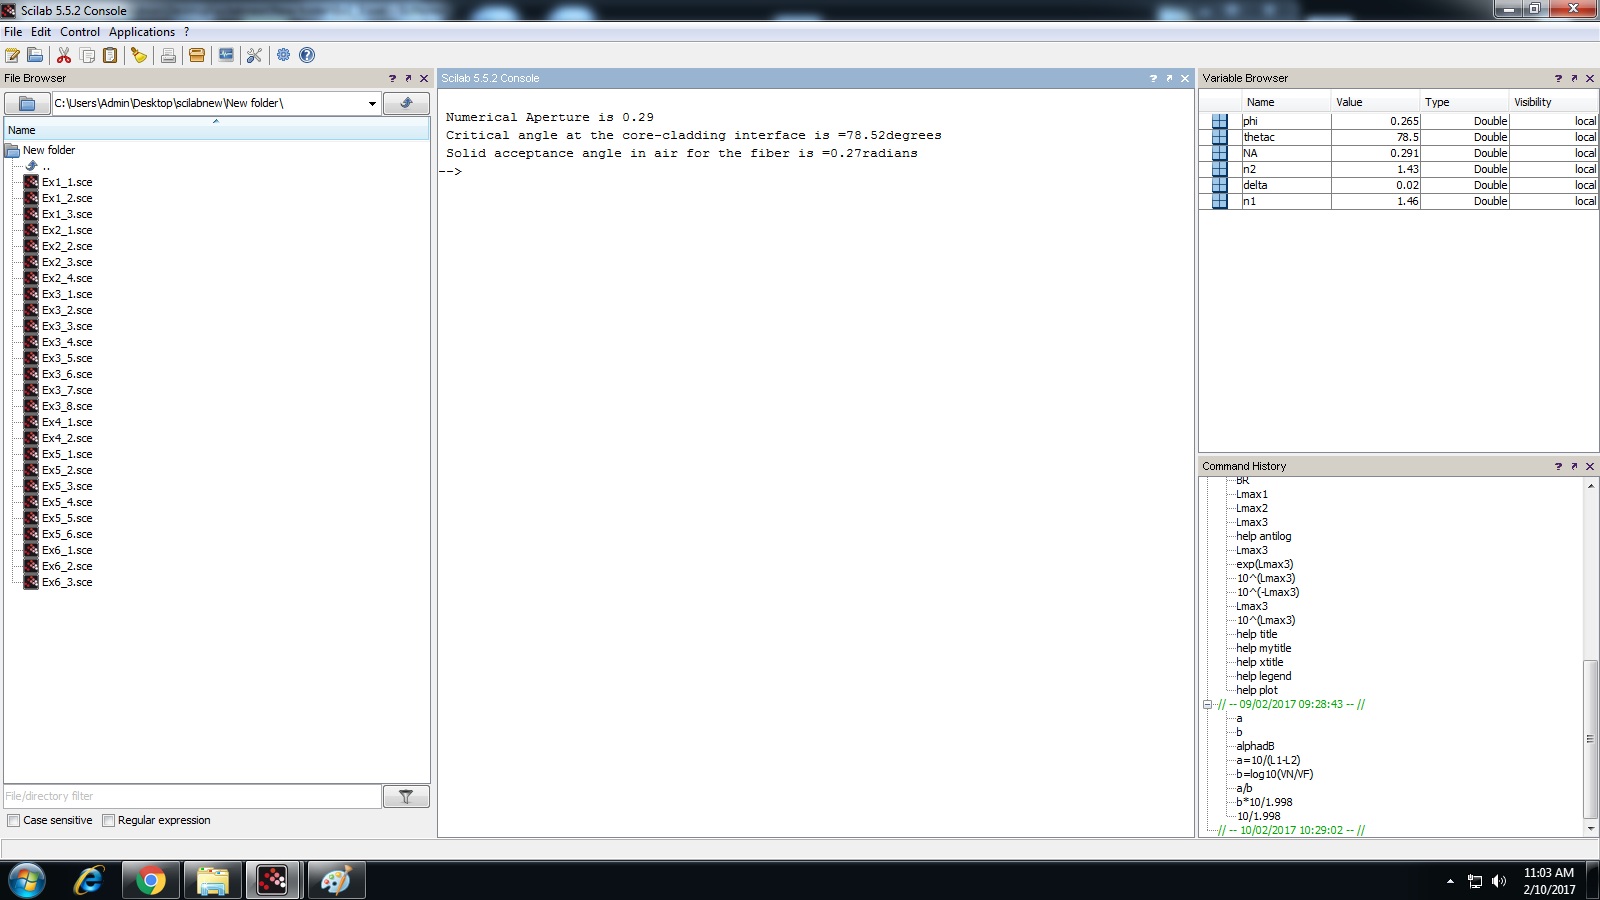 Scilab 5.5.2 Console
File Edit Control Applications ?
File Browser
C:\Users\Admin\Desktop\scilabnew\New folder\
Name
New folder
..
Ex1_1.sce
Ex1_2.sce
Ex1_3.sce
Ex2_1.sce
Ex2_2.sce
Ex2_3.sce
Ex2_4.sce
Ex3_1.sce
Ex3_2.sce
Ex3_3.sce
Ex3_4.sce
Ex3_5.sce
Ex3_6.sce
Ex3_7.sce
Ex3_8.sce
Ex4_1.sce
Ex4_2.sce
Ex5_1.sce
Ex5_2.sce
Ex5_3.sce
Ex5_4.sce
Ex5_5.sce
Ex5_6.sce
Ex6_1.sce
Ex6_2.sce
Ex6_3.sce
File/directory filter
Case sensitive Regular expression
Scilab 5.5.2 Console
Numerical Aperture is 0.29
Critical angle at the core-cladding interface is =78.52degrees
Solid acceptance angle in air for the fiber is =0.27radians
-->
Variable Browser
Name Value Type Visibility
phi 0.265 Double local
thetac 78.5 Double local
NA 0.291 Double local
n2 1.43 Double local
delta 0.02 Double local
n1 1.46 Double local
Command History
BR
Lmax1
Lmax2
Lmax3
help antilog
Lmax3
exp(Lmax3)
10^(Lmax3)
10^(-Lmax3)
Lmax3
10^(Lmax3)
help title
help mytitle
help xtitle
help legend
help plot
// -- 09/02/2017 09:28:43 -- //
a
b
alphadB
a=10/(L1-L2)
b=log10(VN/VF)
a/b
b*10/1.998
10/1.998
// -- 10/02/2017 10:29:02 -- //
11:03 AM
2/10/2017